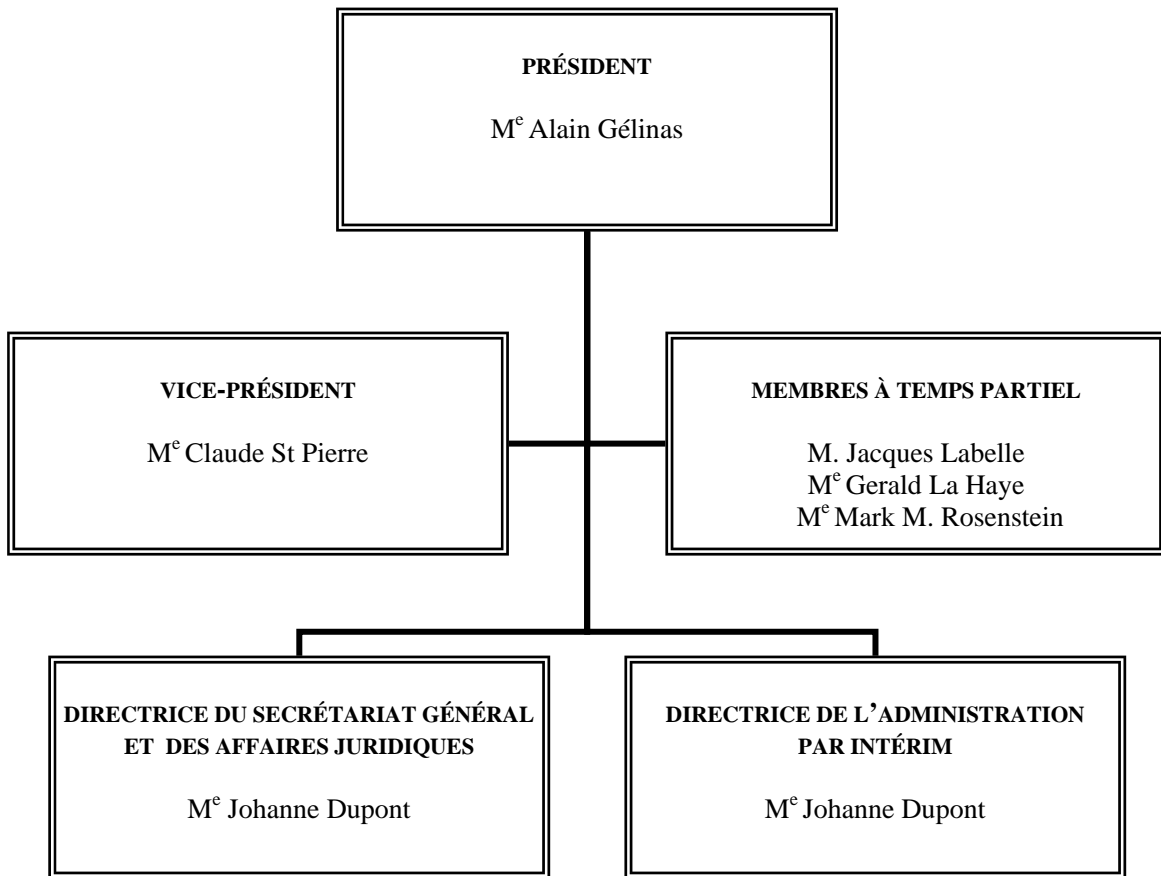 PRÉSIDENT
Me Alain Gélinas
VICE-PRÉSIDENT
Me Claude St Pierre
MEMBRES À TEMPS PARTIEL
M. Jacques Labelle
Me Gerald La Haye
Me Mark M. Rosenstein
DIRECTRICE DU SECRÉTARIAT GÉNÉRAL
ET DES AFFAIRES JURIDIQUES
Me Johanne Dupont
DIRECTRICE DE L’ADMINISTRATION
PAR INTÉRIM
Me Johanne Dupont